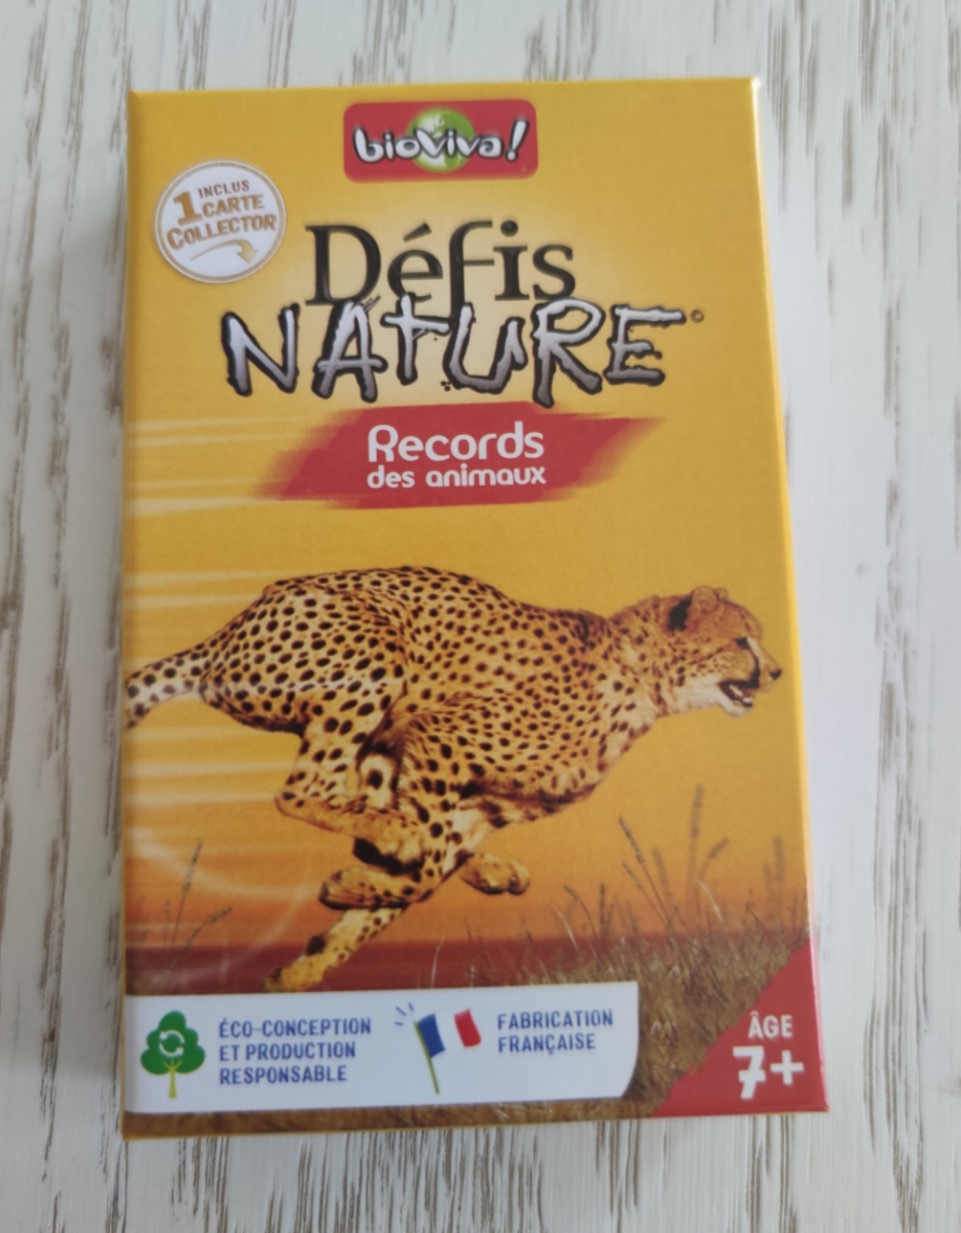 bioviva!
INCLUS
1 CARTE
COLLECTOR
Défis
NATURE©
Records
des animaux
ÉCO-CONCEPTION
ET PRODUCTION
RESPONSABLE
FABRICATION
FRANÇAISE
ÂGE
7+